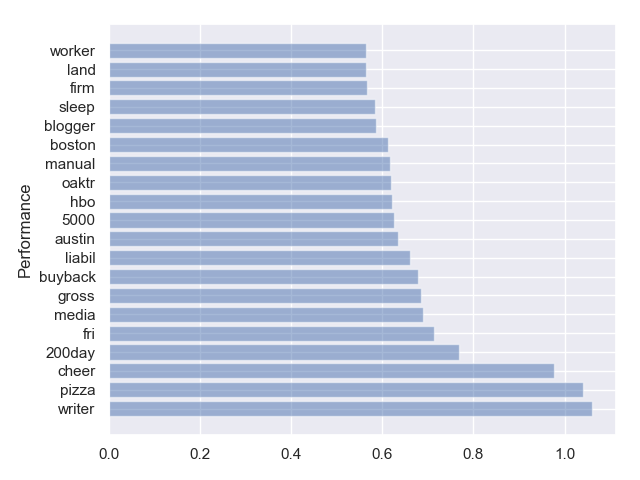 worker
land
firm
sleep
blogger
boston
manual
oaktr
hbo
5000
austin
liabil
buyback
gross
media
fri
200day
cheer
pizza
writer
Performance
0.0 0.2 0.4 0.6 0.8 1.0